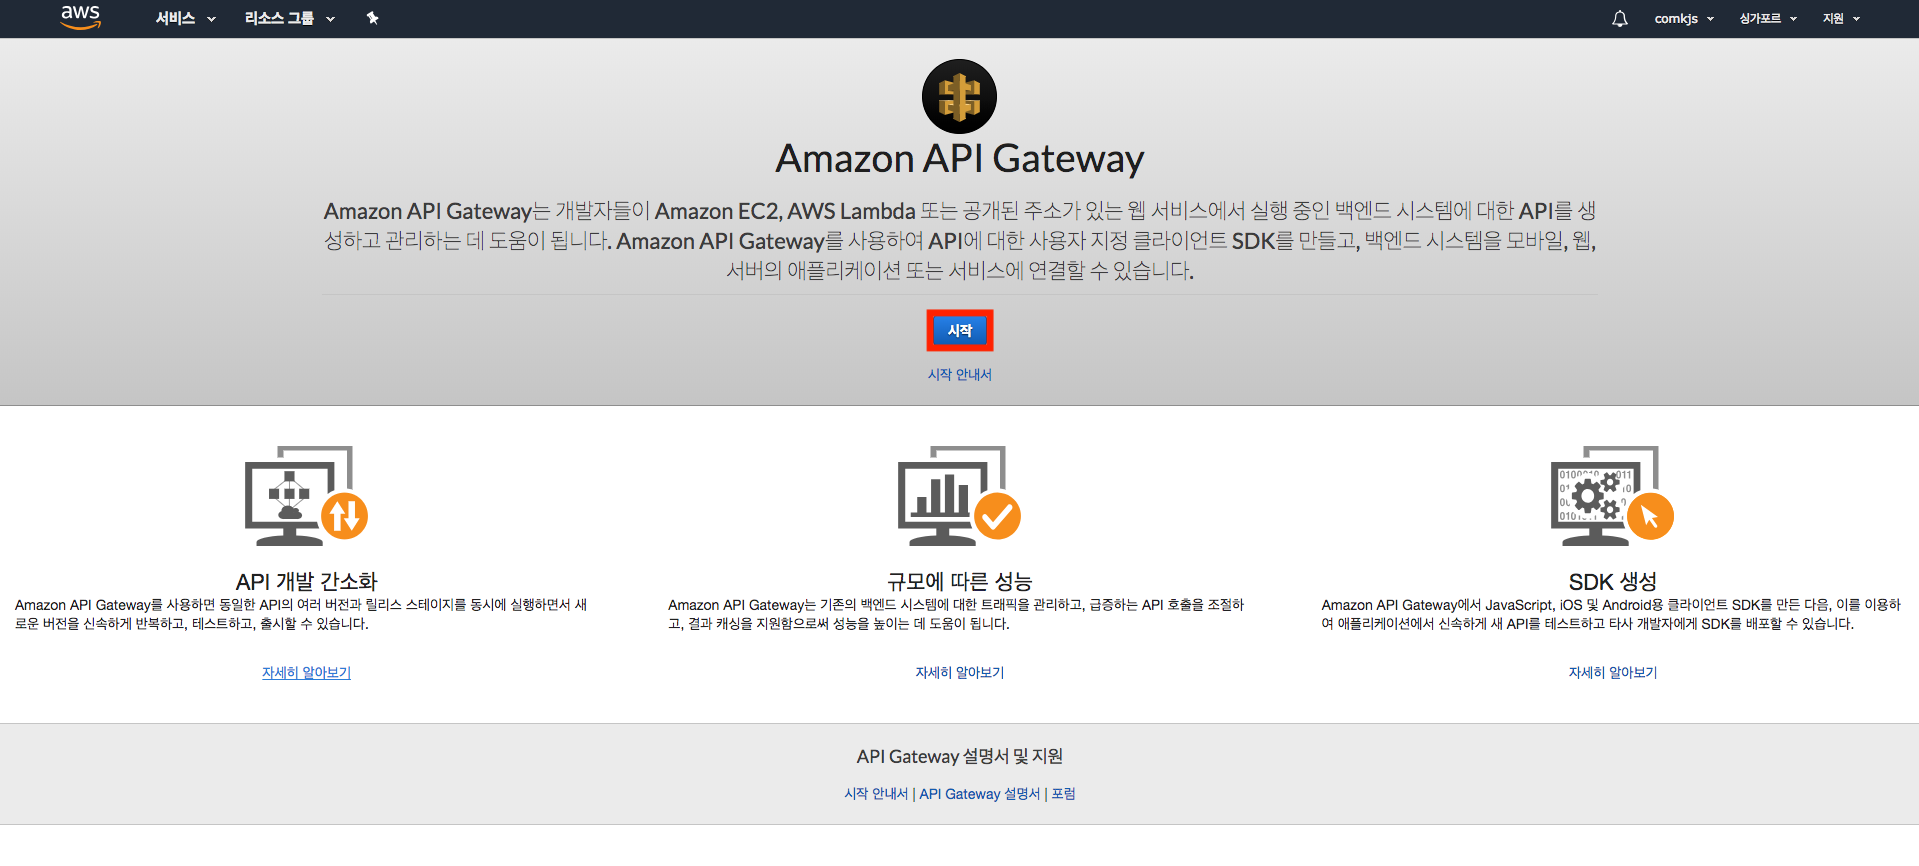 aws 서비스 리소스 그룹 comkjs 싱가포르 지원
Amazon API Gateway
Amazon API Gateway는 개발자들이 Amazon EC2, AWS Lambda 또는 공개된 주소가 있는 웹 서비스에서 실행 중인 백엔드 시스템에 대한 API를 생
성하고 관리하는 데 도움이 됩니다. Amazon API Gateway를 사용하여 API에 대한 사용자 지정 클라이언트 SDK를 만들고, 백엔드 시스템을 모바일, 웹,
서버의 애플리케이션 또는 서비스에 연결할 수 있습니다.
시작
시작 안내서
API 개발 간소화
Amazon API Gateway를 사용하면 동일한 API의 여러 버전과 릴리스 스테이지를 동시에 실행하면서 새
로운 버전을 신속하게 반복하고, 테스트하고, 출시할 수 있습니다.
자세히 알아보기
규모에 따른 성능
Amazon API Gateway는 기존의 백엔드 시스템에 대한 트래픽을 관리하고, 급증하는 API 호출을 조절하
고, 결과 캐싱을 지원함으로써 성능을 높이는 데 도움이 됩니다.
자세히 알아보기
SDK 생성
Amazon API Gateway에서 JavaScript, iOS 및 Android용 클라이언트 SDK를 만든 다음, 이를 이용하
여 애플리케이션에서 신속하게 새 API를 테스트하고 타사 개발자에게 SDK를 배포할 수 있습니다.
자세히 알아보기
API Gateway 설명서 및 지원
시작 안내서 | API Gateway 설명서 | 포럼